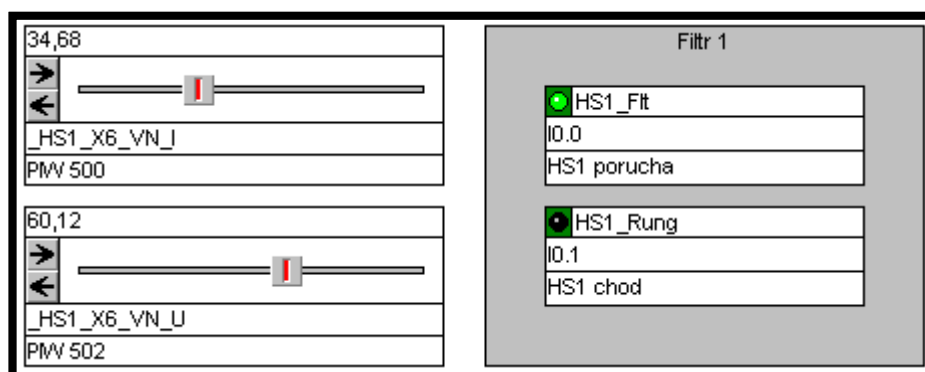 34,68
_HS1_X6_VN_I
PIW 500
60,12
_HS1_X6_VN_U
PIW 502
Filtr 1
HS1_Flt
I0.0
HS1 porucha
HS1_Rung
I0.1
HS1 chod